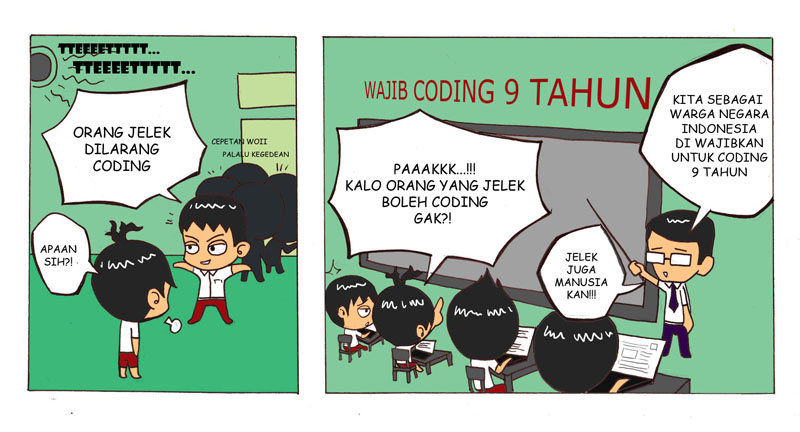 TTEEEETTTTT...
TTEEEETTTTT...
ORANG JELEK
DILARANG
CODING
CEPETAN WOII
PALALU KEGEDEAN
APAAN
SIH?!
WAJIB CODING 9 TAHUN
KITA SEBAGAI
WARGA NEGARA
INDONESIA
DI WAJIBKAN
UNTUK CODING
9 TAHUN
PAAAKKK...!!!
KALO ORANG YANG JELEK
BOLEH CODING
GAK?!
JELEK
JUGA
MANUSIA
KAN!!!